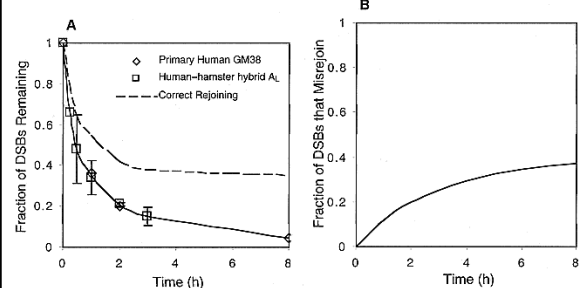 A
Fraction of DSBs Remaining
1
0.8
0.6
0.4
0.2
0
Primary Human GM38
Human-hamster hybrid AL
Correct Rejoining
0 2 4 6 8
Time (h)
B
Fraction of DSBs that Misrejoin
1
0.8
0.6
0.4
0.2
0
0 2 4 6 8
Time (h)